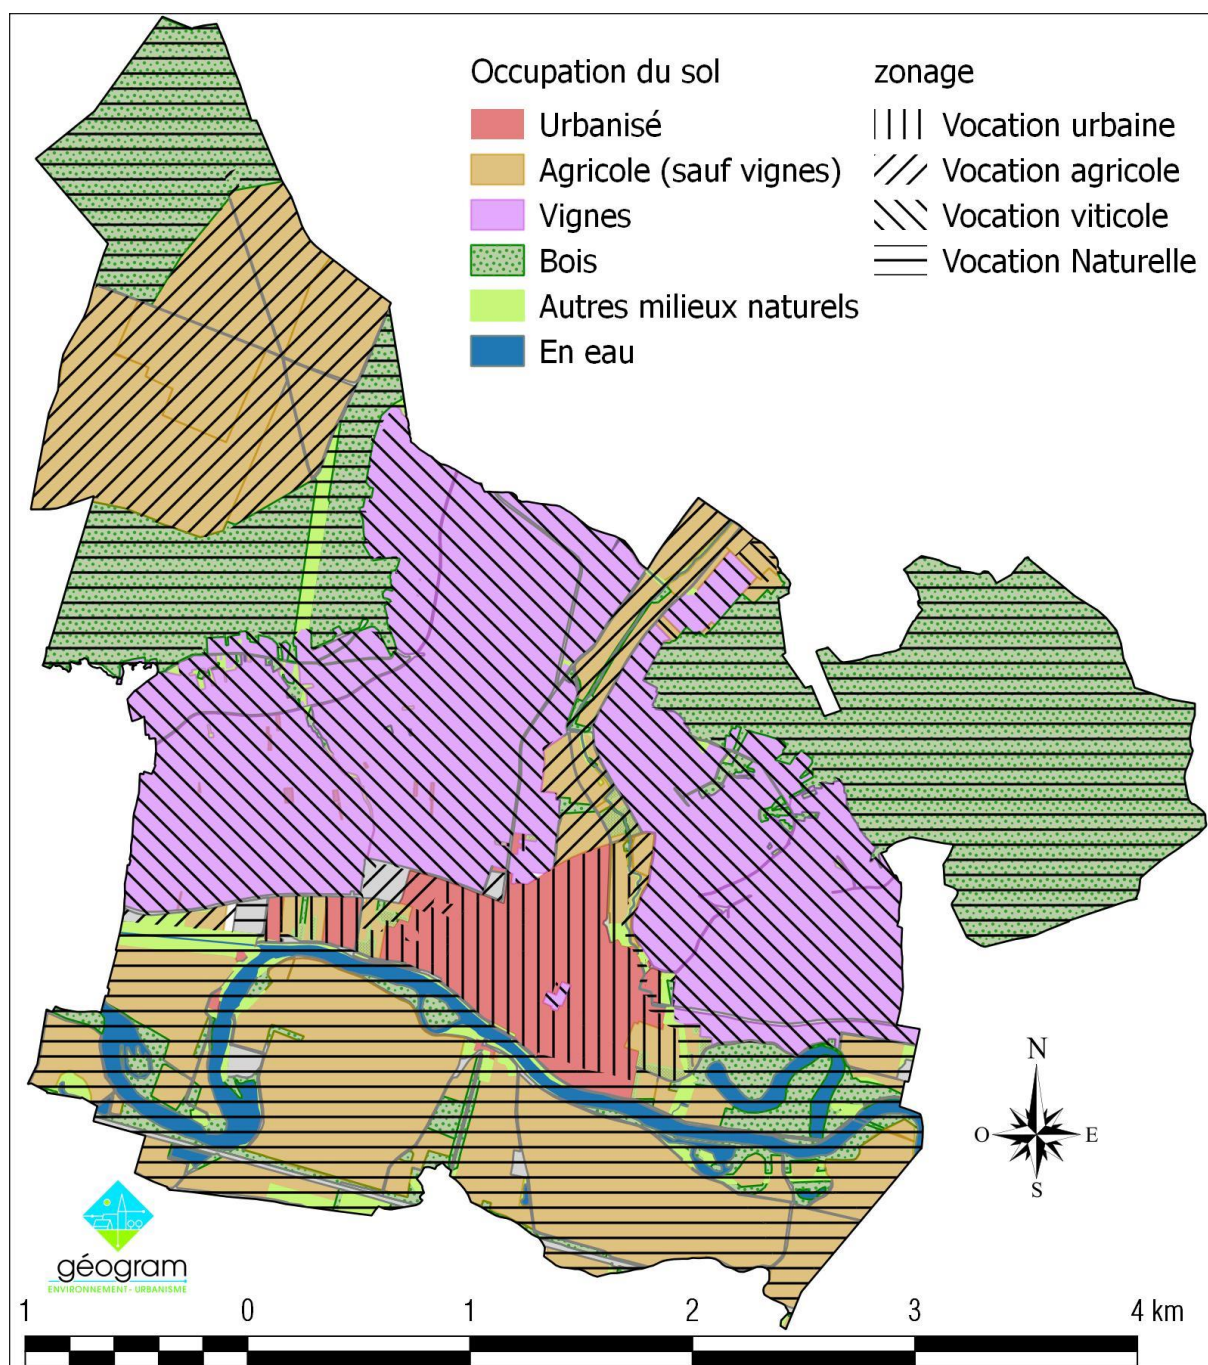 Occupation du sol
Urbanisé
Agricole (sauf vignes)
Vignes
Bois
Autres milieux naturels
En eau
zonage
Vocation urbaine
Vocation agricole
Vocation viticole
Vocation Naturelle
N
O E
S
géogram
ENVIRONNEMENT - URBANISME
1 0 1 2 3 4 km